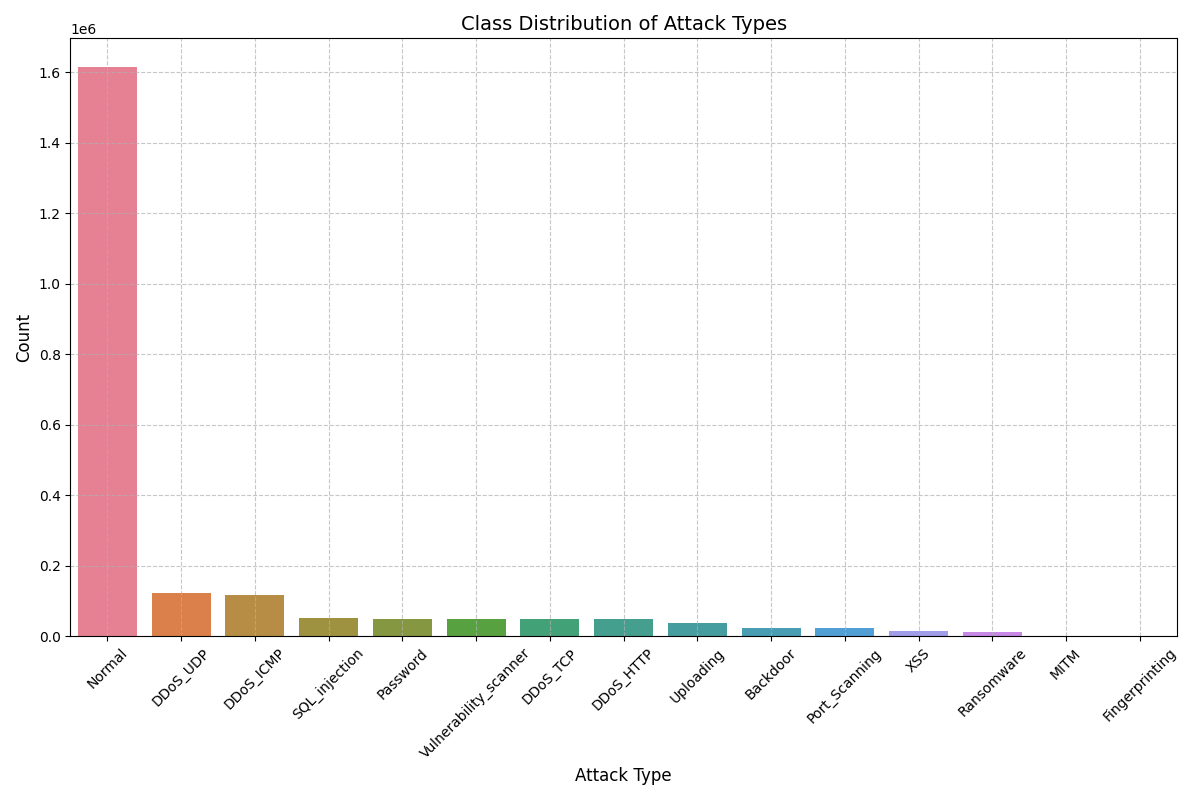 Class Distribution of Attack Types
1e6
1.6
1.4
1.2
1.0
0.8
0.6
0.4
0.2
0.0
Count
Normal
DDoS_UDP
DDoS_ICMP
SQL_injection
Password
Vulnerability_scanner
DDoS_TCP
DDoS_HTTP
Uploading
Backdoor
Port_Scanning
XSS
Ransomware
MITM
Fingerprinting
Attack Type